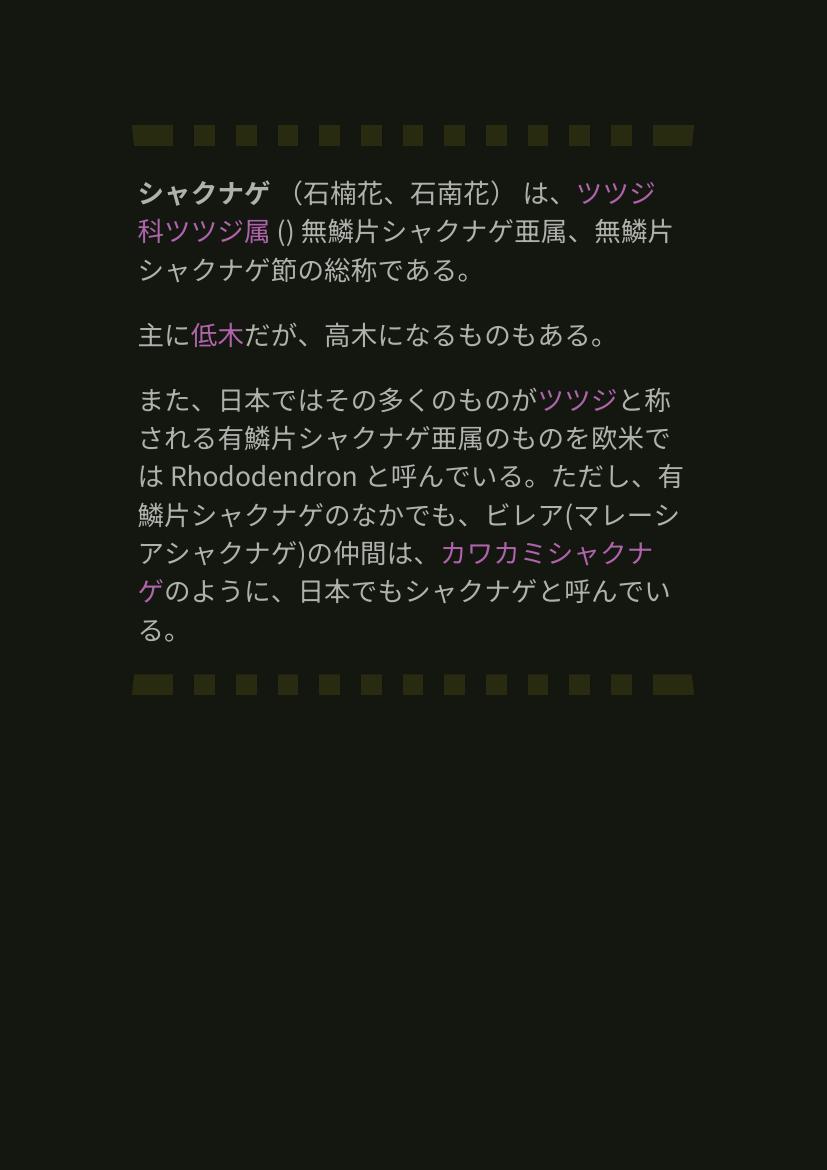 シャクナゲ （石楠花、石南花） は、ツツジ
科ツツジ属 () 無鱗片シャクナゲ亜属、無鱗片
シャクナゲ節の総称である。
主に低木だが、高木になるものもある。
また、日本ではその多くのものがツツジと称
される有鱗片シャクナゲ亜属のものを欧米で
は Rhododendron と呼んでいる。ただし、有
鱗片シャクナゲのなかでも、ビレア(マレーシ
アシャクナゲ)の仲間は、カワカミシャクナ
ゲのように、日本でもシャクナゲと呼んでい
る。